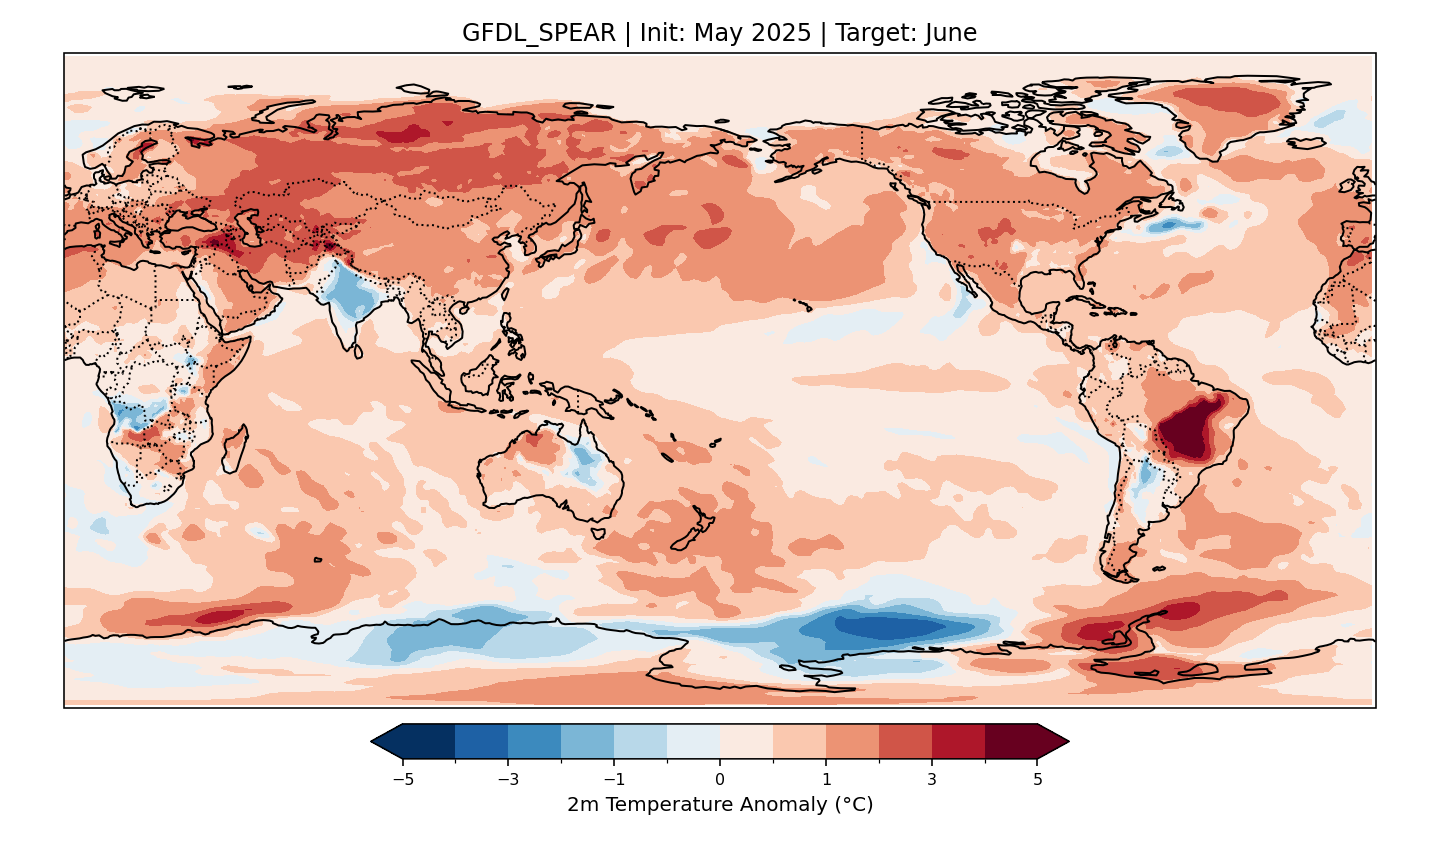 GFDL_SPEAR | Init: May 2025 | Target: June
−5 −3 −1 0 1 3 5
2m Temperature Anomaly (°C)